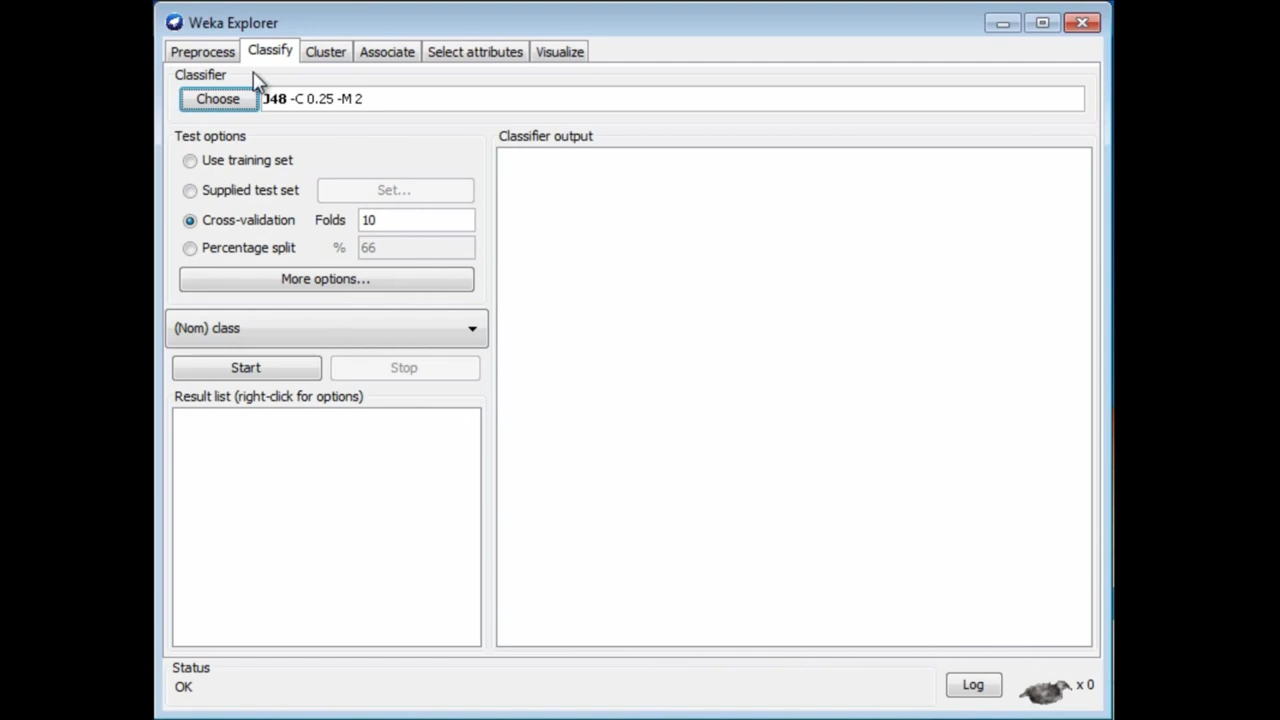 Weka Explorer
Preprocess Classify Cluster Associate Select attributes Visualize
Classifier
Choose J48 -C 0.25 -M 2
Test options
Classifier output
Use training set
Supplied test set Set...
Cross-validation Folds 10
Percentage split % 66
More options...
(Nom) class
Start Stop
Result list (right-click for options)
Status
OK
Log x 0